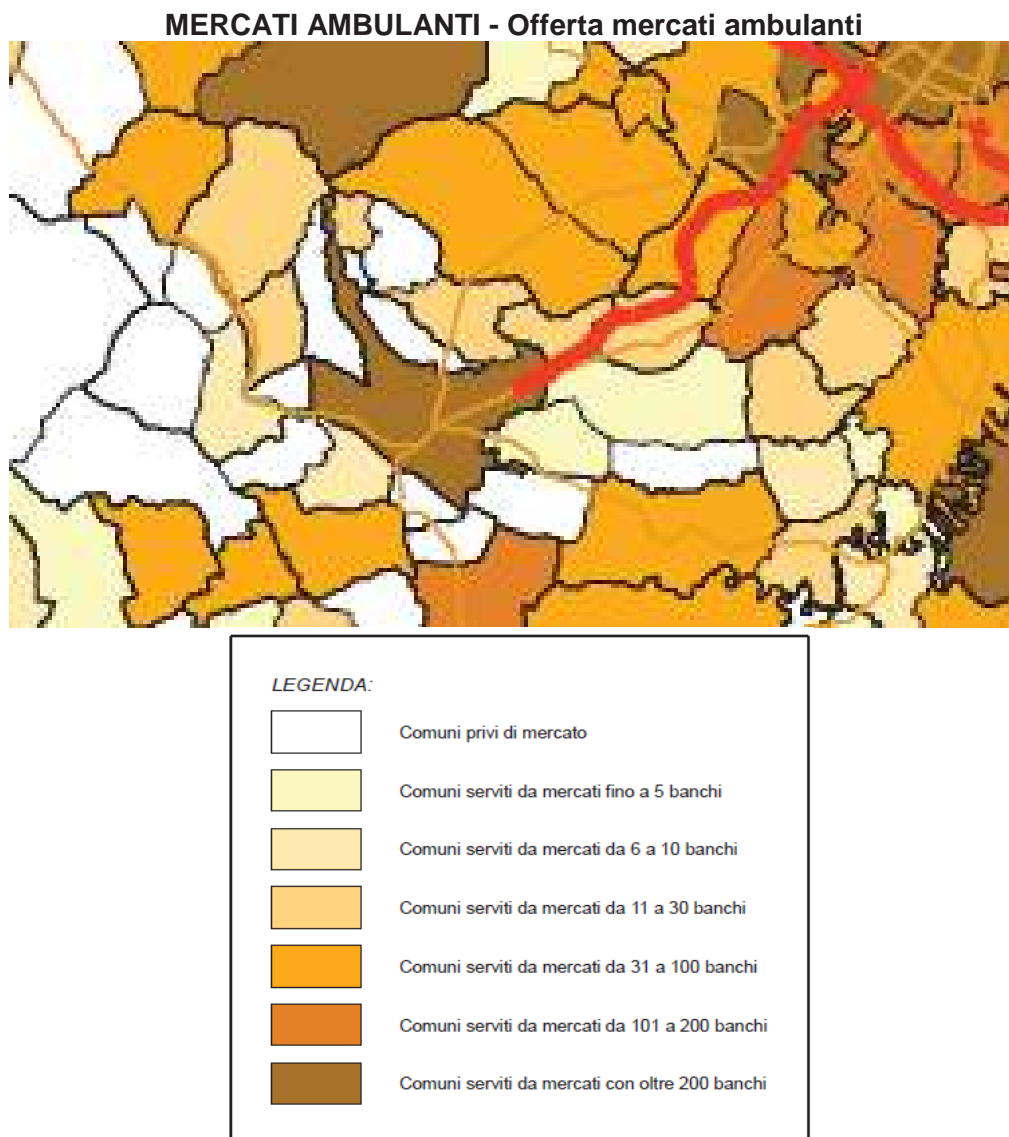 MERCATI AMBULANTI - Offerta mercati ambulanti
LEGENDA:
Comuni privi di mercato
Comuni serviti da mercati fino a 5 banchi
Comuni serviti da mercati da 6 a 10 banchi
Comuni serviti da mercati da 11 a 30 banchi
Comuni serviti da mercati da 31 a 100 banchi
Comuni serviti da mercati da 101 a 200 banchi
Comuni serviti da mercati con oltre 200 banchi